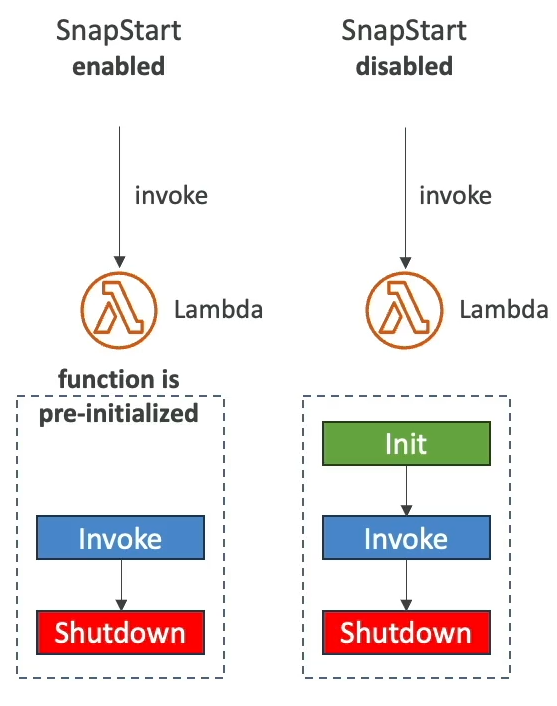 SnapStart
enabled
invoke
Lambda
function is
pre-initialized
Invoke
Shutdown
SnapStart
disabled
invoke
Lambda
Init
Invoke
Shutdown